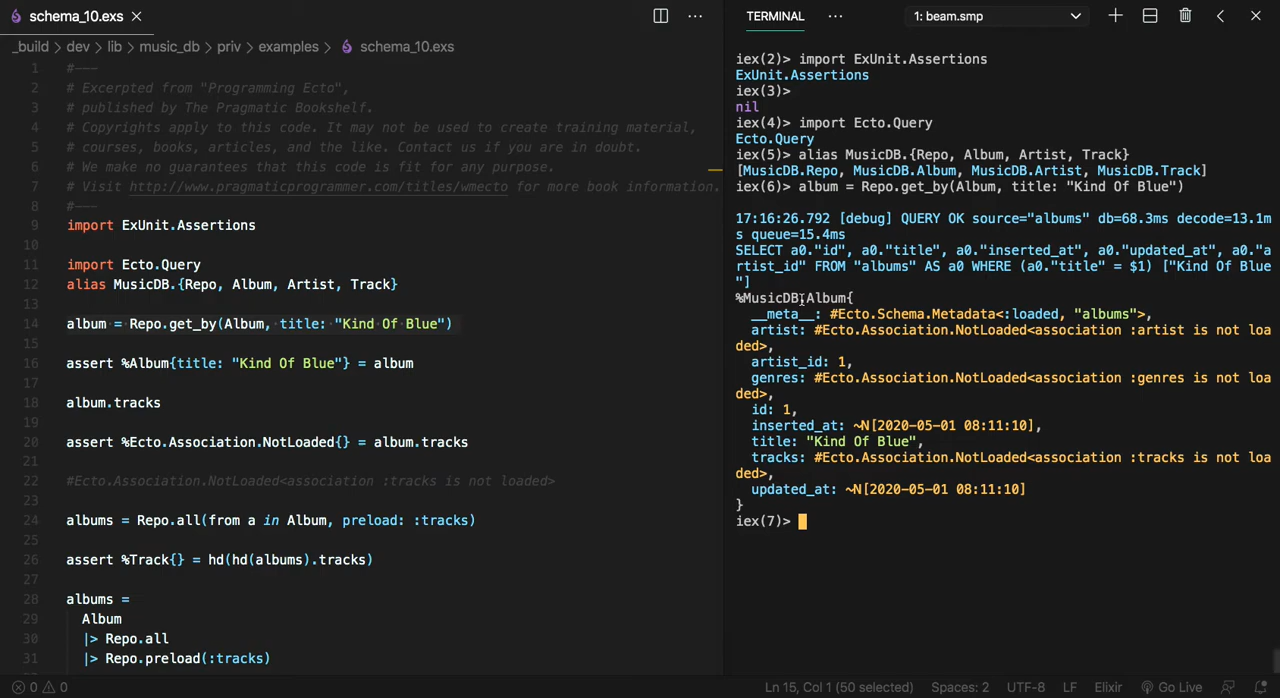 schema_10.exs
_build > dev > lib > music_db > priv > examples > schema_10.exs
1 #---
2 # Excerpted from "Programming Ecto",
3 # published by The Pragmatic Bookshelf.
4 # Copyrights apply to this code. It may not be used to create training material,
5 # courses, books, articles, and the like. Contact us if you are in doubt.
6 # We make no guarantees that this code is fit for any purpose.
7 # Visit http://www.pragmaticprogrammer.com/titles/wmecto for more book information.
8 #---
9 import ExUnit.Assertions
10
11 import Ecto.Query
12 alias MusicDB.{Repo, Album, Artist, Track}
13
14 album = Repo.get_by(Album, title: "Kind Of Blue")
15
16 assert %Album{title: "Kind Of Blue"} = album
17
18 album.tracks
19
20 assert %Ecto.Association.NotLoaded{} = album.tracks
21
22 #Ecto.Association.NotLoaded<association :tracks is not loaded>
23
24 albums = Repo.all(from a in Album, preload: :tracks)
25
26 assert %Track{} = hd(hd(albums).tracks)
27
28 albums =
29 Album
30 |> Repo.all
31 |> Repo.preload(:tracks)
TERMINAL
1: beam.smp
iex(2)> import ExUnit.Assertions
ExUnit.Assertions
iex(3)>
nil
iex(4)> import Ecto.Query
Ecto.Query
iex(5)> alias MusicDB.{Repo, Album, Artist, Track}
[MusicDB.Repo, MusicDB.Album, MusicDB.Artist, MusicDB.Track]
iex(6)> album = Repo.get_by(Album, title: "Kind Of Blue")
17:16:26.792 [debug] QUERY OK source="albums" db=68.3ms decode=13.1m
s queue=15.4ms
SELECT a0."id", a0."title", a0."inserted_at", a0."updated_at", a0."a
rtist_id" FROM "albums" AS a0 WHERE (a0."title" = $1) ["Kind Of Blue
"]
%MusicDB.Album{
__meta__: #Ecto.Schema.Metadata<:loaded, "albums">,
artist: #Ecto.Association.NotLoaded<association :artist is not loa
ded>,
artist_id: 1,
genres: #Ecto.Association.NotLoaded<association :genres is not loa
ded>,
id: 1,
inserted_at: ~N[2020-05-01 08:11:10],
title: "Kind Of Blue",
tracks: #Ecto.Association.NotLoaded<association :tracks is not loa
ded>,
updated_at: ~N[2020-05-01 08:11:10]
}
iex(7)>
0 0
Ln 15, Col 1 (50 selected) Spaces: 2 UTF-8 LF Elixir Go Live